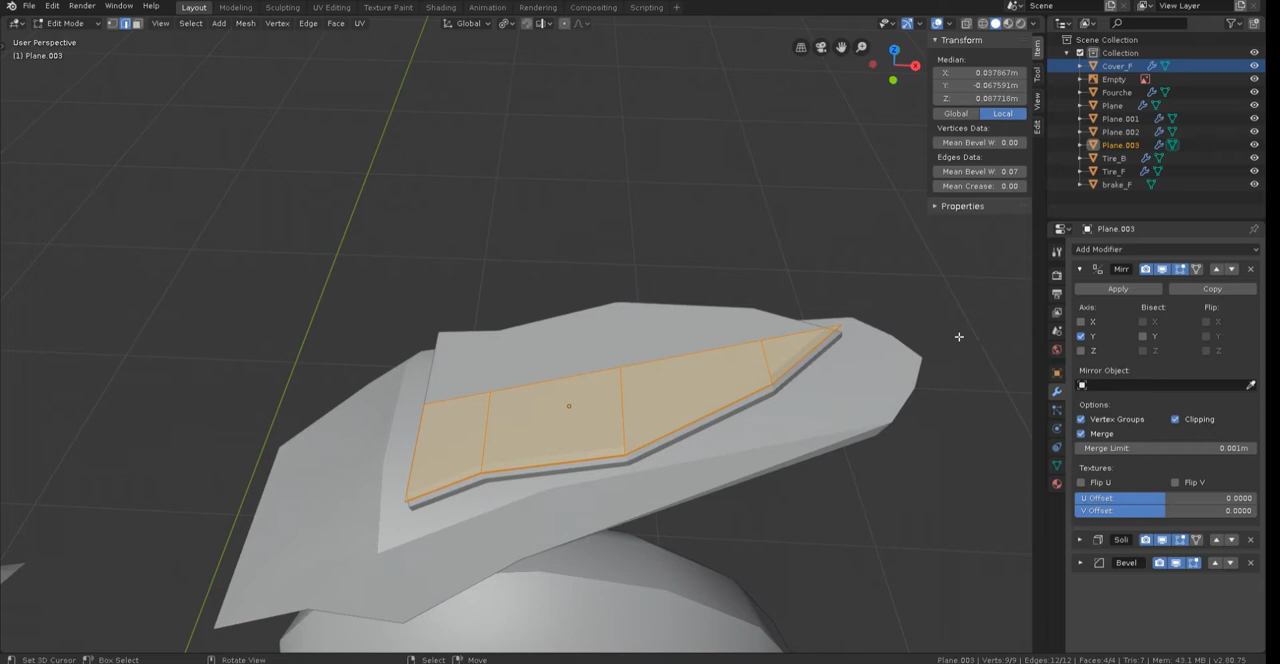 File Edit Render Window Help Layout Modeling Sculpting UV Editing Texture Paint Shading Animation Rendering Compositing Scripting + Scene View Layer
Edit Mode View Select Add Mesh Vertex Edge Face UV Global
User Perspective
(1) Plane.003
Transform
Median:
X: 0.037867m
Y: -0.067591m
Z: 0.087718m
Global Local
Vertices Data:
Mean Bevel W: 0.00
Edges Data:
Mean Bevel W: 0.07
Mean Crease: 0.00
Properties
Item
Tool
View
Edit
Z
X
Scene Collection
Collection
Cover_F
Empty
Fourche
Plane
Plane.001
Plane.002
Plane.003
Tire_B
Tire_F
brake_F
Plane.003
Add Modifier
Mirr
Apply Copy
Axis: Bisect: Flip:
X X X
Y Y Y
Z Z Z
Mirror Object:
Options:
Vertex Groups Clipping
Merge
Merge Limit: 0.001m
Textures:
Flip U Flip V
U Offset: 0.0000
V Offset: 0.0000
Soli
Bevel
Set 3D Cursor Box Select Rotate View Select Move Plane.003 | Verts:9/9 | Edges:12/12 | Faces:4/4 | Tris:7 | Mem: 43.1 MB | v2.80.75